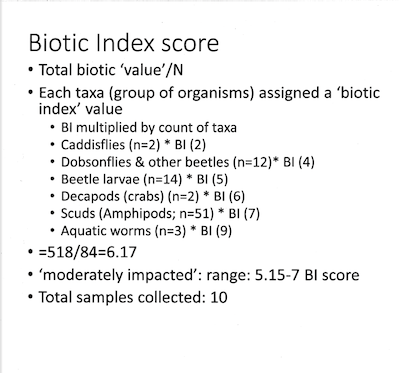 Biotic Index score
• Total biotic ‘value’/N
• Each taxa (group of organisms) assigned a ‘biotic
index’ value
• BI multiplied by count of taxa
• Caddisflies (n=2) * BI (2)
• Dobsonflies & other beetles (n=12)* BI (4)
• Beetle larvae (n=14) * BI (5)
• Decapods (crabs) (n=2) * BI (6)
• Scuds (Amphipods; n=51) * BI (7)
• Aquatic worms (n=3) * BI (9)
• =518/84=6.17
• ‘moderately impacted’: range: 5.15-7 BI score
• Total samples collected: 10